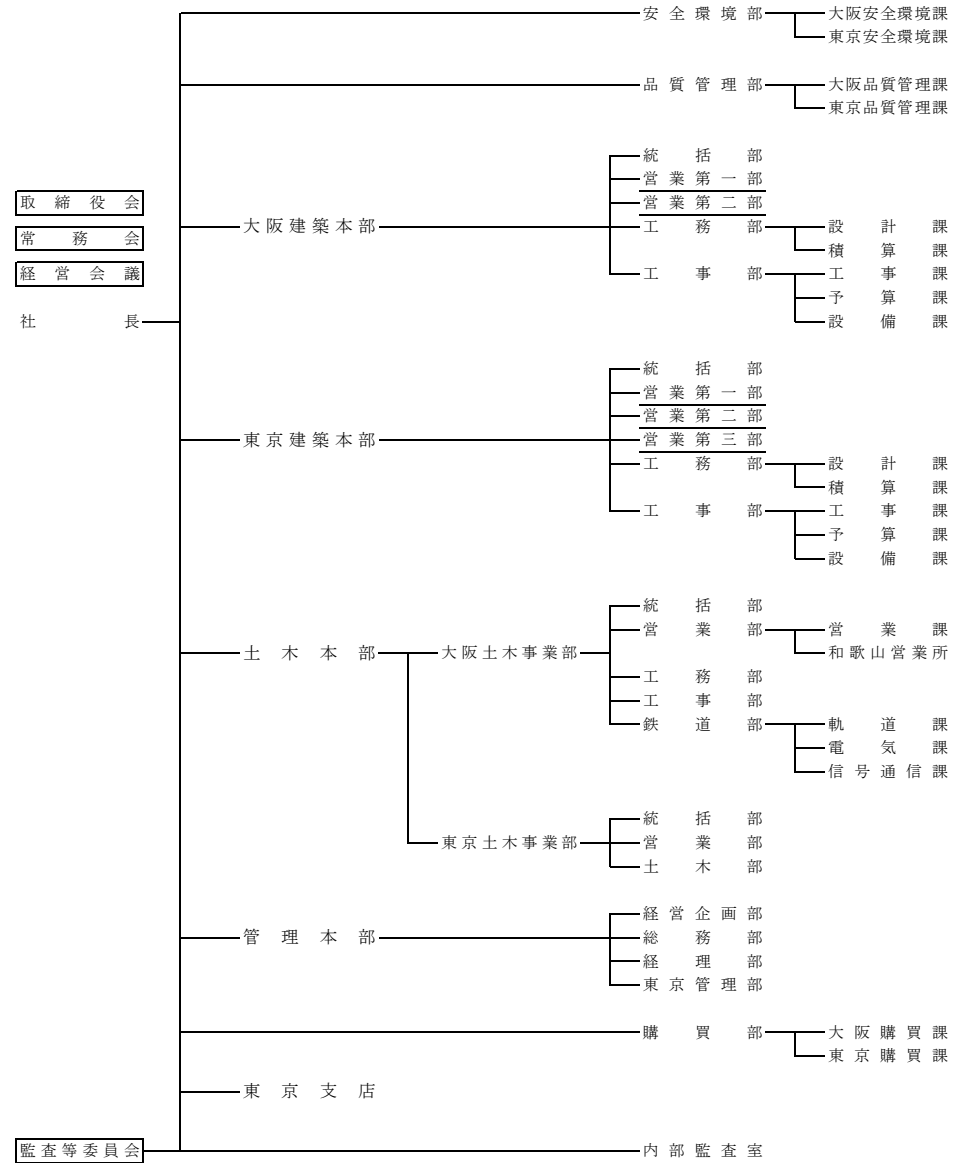 安全環境部 大阪安全環境課
東京安全環境課
品質管理部 大阪品質管理課
東京品質管理課
統括部
営業第一部
取締役会 営業第二部
大阪建築本部 工務部 設計課
常務会
積算課
経営会議 工事部 工事課
予算課
社長 設備課
統括部
営業第一部
営業第二部
東京建築本部 営業第三部
工務部 設計課
積算課
工事部 工事課
予算課
設備課
統括部
営業部 営業課
土木本部 大阪土木事業部 和歌山営業所
工務部
工事部
鉄道部 軌道課
電気課
信号通信課
統括部
東京土木事業部 営業部
土木部
経営企画部
管理本部 総務部
経理部
東京管理部
購買部 大阪購買課
東京購買課
東京支店
監査等委員会 内部監査室